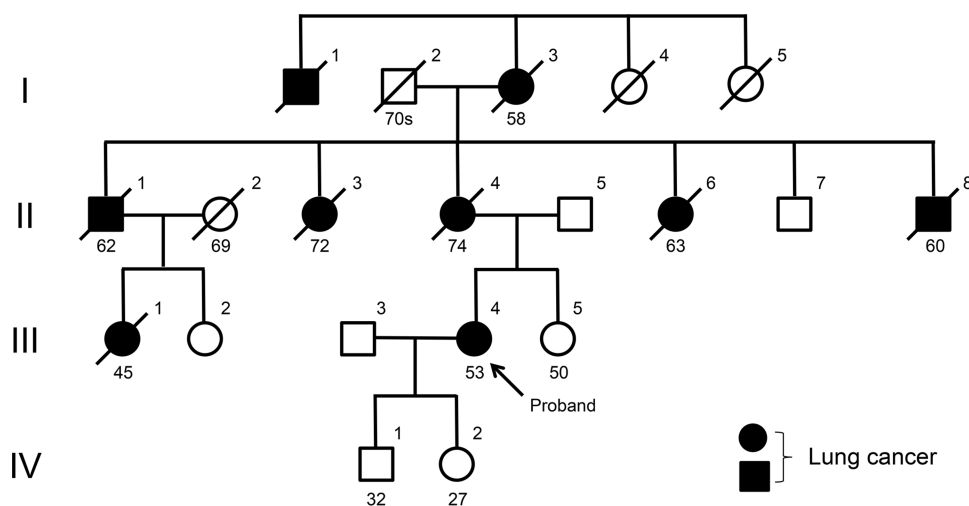 1 2 3 4 5
I
70s 58
1 2 3 4 5 6 7 8
II
62 69 72 74 63 60
1 2 3 4 5
III
45 53 50
Proband
1 2
IV
32 27
Lung cancer